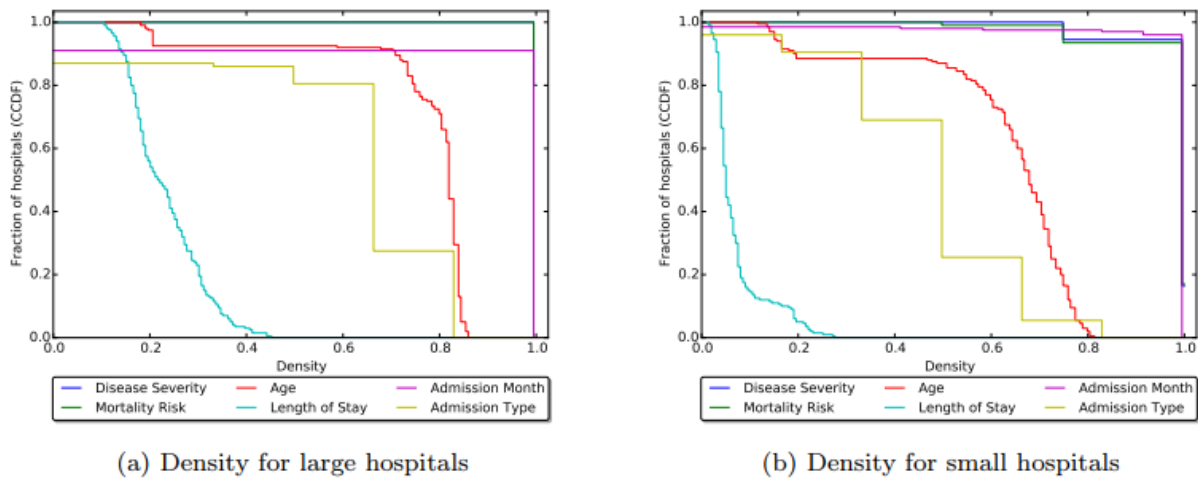 1.0
0.8
0.6
0.4
0.2
0.0
Fraction of hospitals (CCDF)
0.0 0.2 0.4 0.6 0.8 1.0
Density
Disease Severity Age Admission Month
Mortality Risk Length of Stay Admission Type
(a) Density for large hospitals
1.0
0.8
0.6
0.4
0.2
0.0
Fraction of hospitals (CCDF)
0.0 0.2 0.4 0.6 0.8 1.0
Density
Disease Severity Age Admission Month
Mortality Risk Length of Stay Admission Type
(b) Density for small hospitals